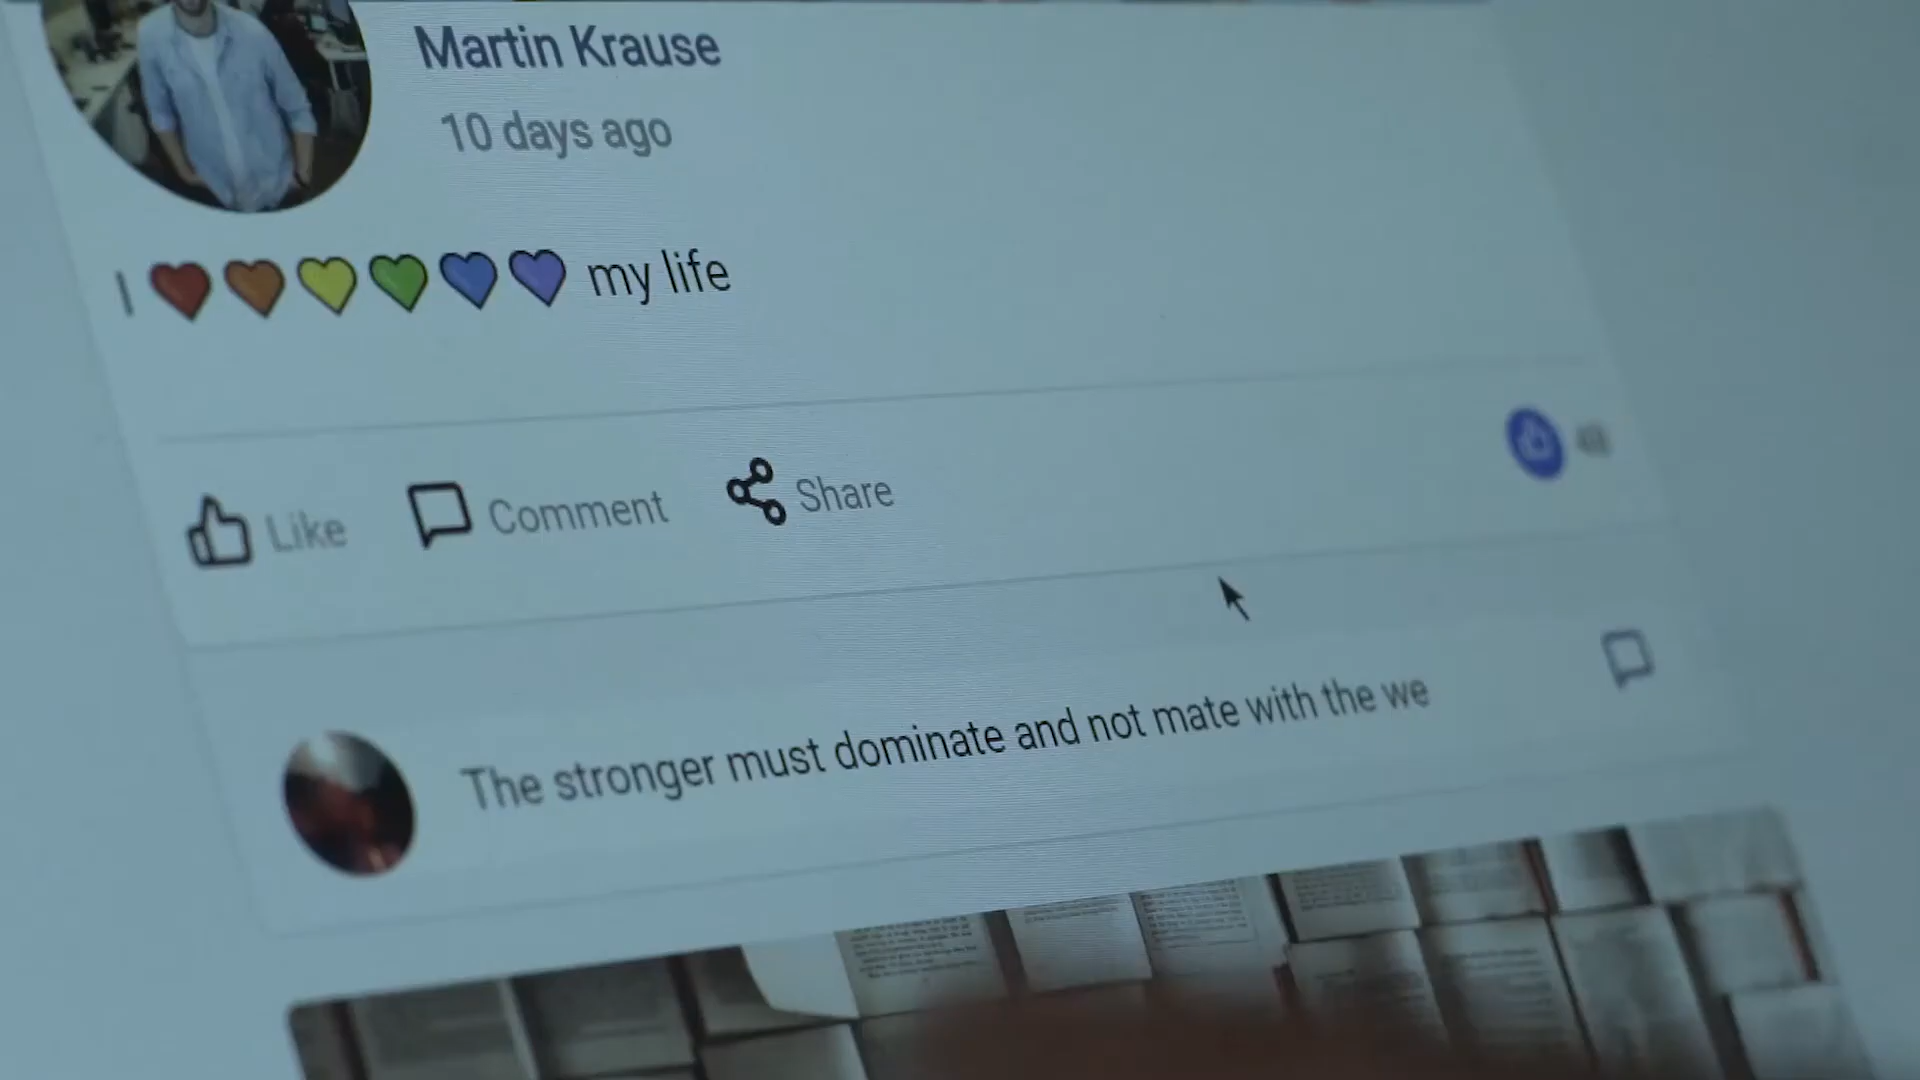 Martin Krause
10 days ago
I ❤️🧡💛💚💙💜 my life
Like Comment Share
The stronger must dominate and not mate with the we